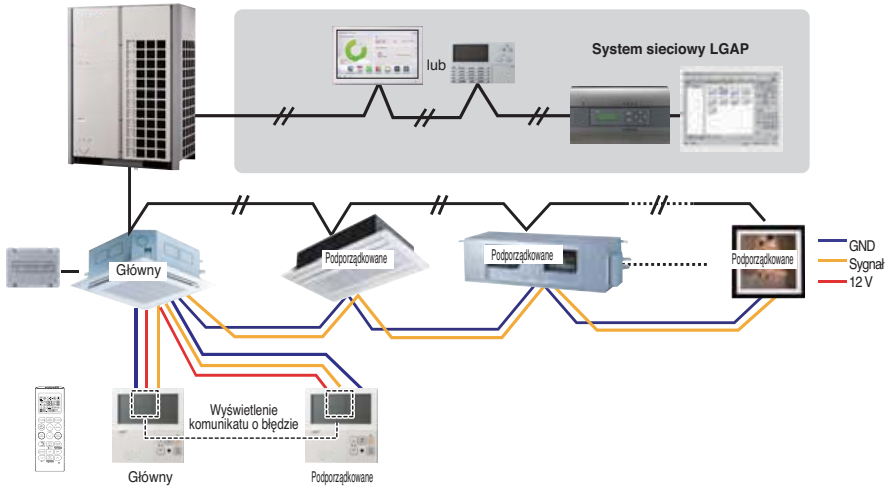 lub
System sieciowy LGAP
Główny
Podporządkowane
Podporządkowane
Podporządkowane
GND
Sygnał
12 V
Wyświetlenie
komunikatu o błędzie
Główny
Podporządkowane